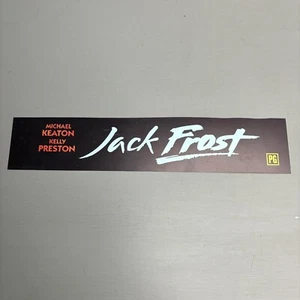 MICHAEL
KEATON
KELLY
PRESTON
Jack Frost
PG